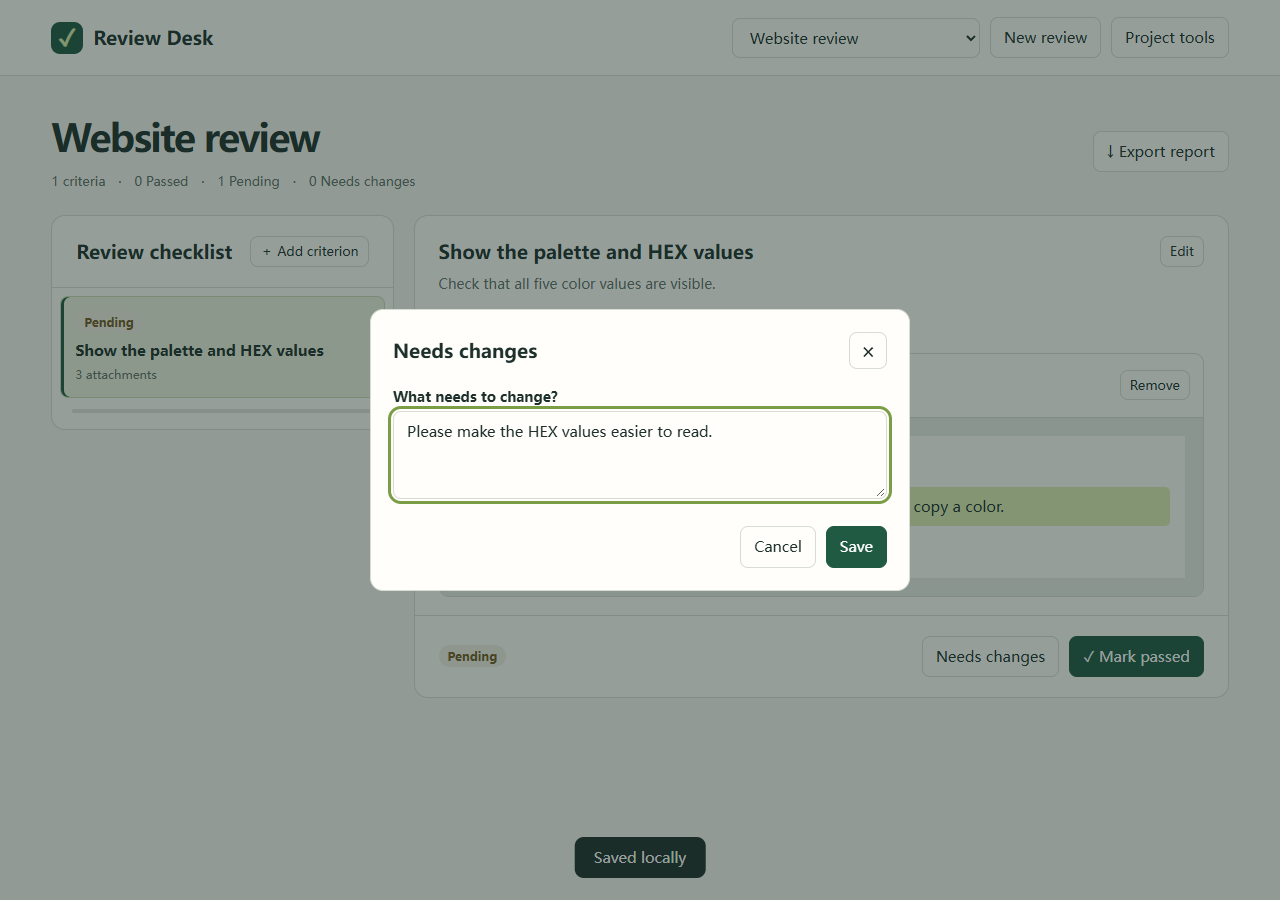 ✓ Review Desk
Website review
New review
Project tools
Website review
↓ Export report
1 criteria · 0 Passed · 1 Pending · 0 Needs changes
Review checklist
+ Add criterion
Pending
Show the palette and HEX values
3 attachments
Show the palette and HEX values
Edit
Check that all five color values are visible.
Remove
copy a color.
Pending
Needs changes
✓ Mark passed
Needs changes
×
What needs to change?
Please make the HEX values easier to read.
Cancel
Save
Saved locally